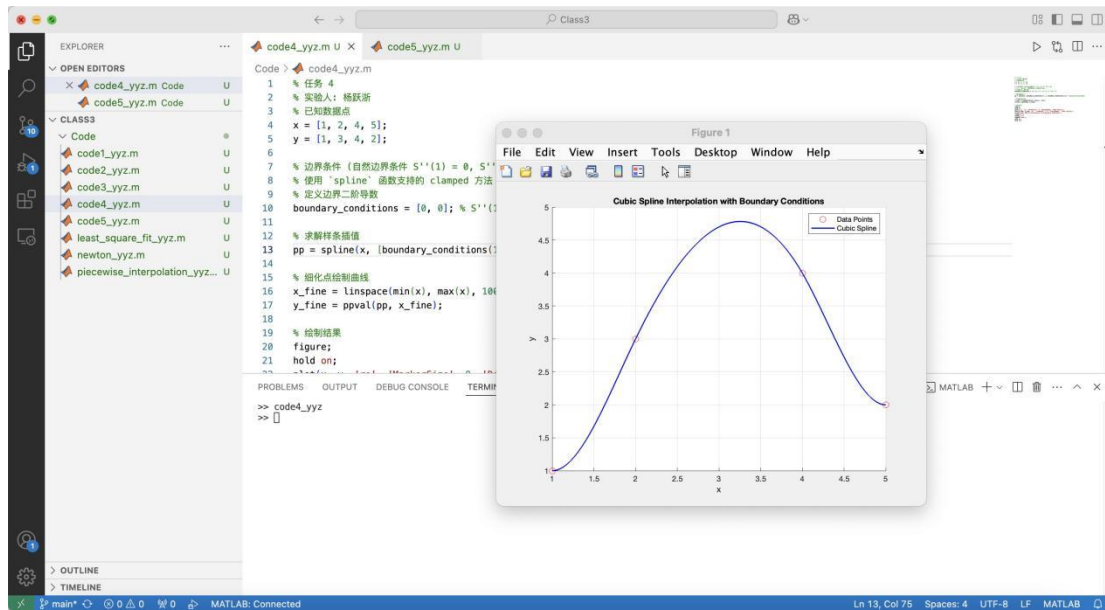 Class3
EXPLORER
OPEN EDITORS
code4_yyz.m Code U
code5_yyz.m Code U
CLASS3
Code
code1_yyz.m U
code2_yyz.m U
code3_yyz.m U
code4_yyz.m U
code5_yyz.m U
least_square_fit_yyz.m U
newton_yyz.m U
piecewise_interpolation_yyz... U
OUTLINE
TIMELINE
10
1
1
code4_yyz.m U
code5_yyz.m U
Code > code4_yyz.m
1 % 任务 4
2 % 实验人: 杨跃浙
3 % 已知数据点
4 x = [1, 2, 4, 5];
5 y = [1, 3, 4, 2];
6
7 % 边界条件 (自然边界条件 S''(1) = 0, S''
8 % 使用 `spline` 函数支持的 clamped 方法
9 % 定义边界二阶导数
10 boundary_conditions = [0, 0]; % S''(1
11
12 % 求解样条插值
13 pp = spline(x, [boundary_conditions(1
14
15 % 细化点绘制曲线
16 x_fine = linspace(min(x), max(x), 100
17 y_fine = ppval(pp, x_fine);
18
19 % 绘制结果
20 figure;
21 hold on;
PROBLEMS OUTPUT DEBUG CONSOLE TERMIN
MATLAB
>> code4_yyz
>>
Figure 1
File Edit View Insert Tools Desktop Window Help
Cubic Spline Interpolation with Boundary Conditions
Data Points
Cubic Spline
5
4.5
4
3.5
3
2.5
2
1.5
1
y
1 1.5 2 2.5 3 3.5 4 4.5 5
x
main* 0 0 0 MATLAB: Connected
Ln 13, Col 75 Spaces: 4 UTF-8 LF MATLAB